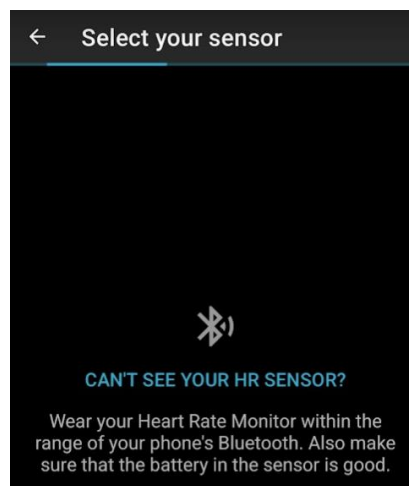 Select your sensor
CAN'T SEE YOUR HR SENSOR?
Wear your Heart Rate Monitor within the
range of your phone's Bluetooth. Also make
sure that the battery in the sensor is good.